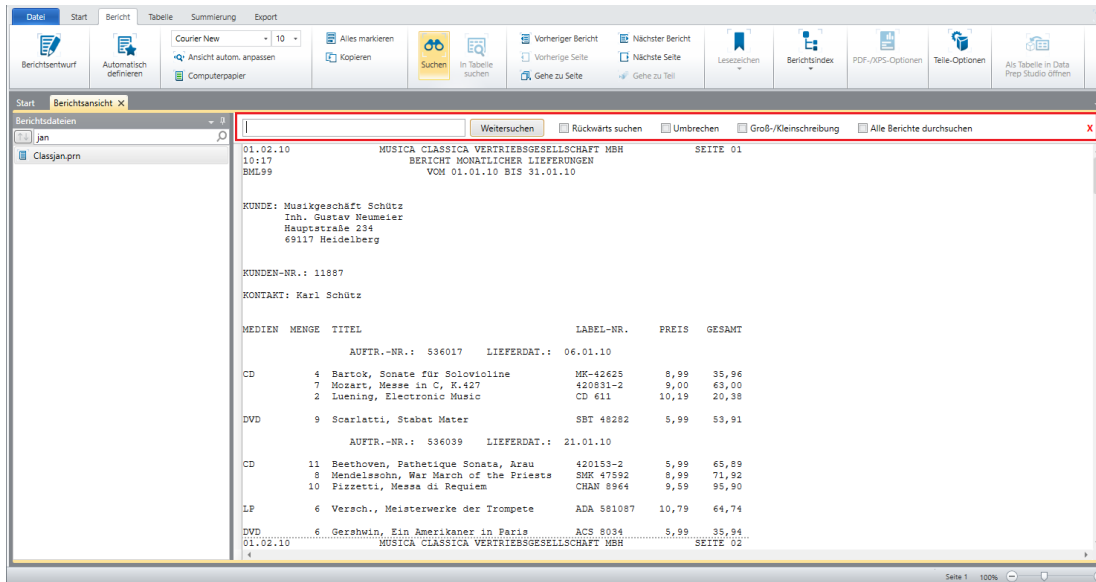 Datei Start Bericht Tabelle Summierung Export
Berichtsentwurf
Automatisch definieren
Courier New 10
Ansicht autom. anpassen
Computerpapier
Alles markieren
Kopieren
Suchen
In Tabelle suchen
Vorheriger Bericht
Vorherige Seite
Gehe zu Seite
Nächster Bericht
Nächste Seite
Gehe zu Teil
Lesezeichen
Berichtsindex
PDF-/XPS-Optionen
Teile-Optionen
Als Tabelle in Data Prep Studio öffnen
Start Berichtsansicht X
Berichtsdateien
jan
Classjan.prn
Weitersuchen Rückwärts suchen Umbrechen Groß-/Kleinschreibung Alle Berichte durchsuchen X
01.02.10 MUSICA CLASSICA VERTRIEBSGESELLSCHAFT MBH SEITE 01
10:17 BERICHT MONATLICHER LIEFERUNGEN
BML99 VOM 01.01.10 BIS 31.01.10
KUNDE: Musikgeschäft Schütz
Inh. Gustav Neumeier
Hauptstraße 234
69117 Heidelberg
KUNDEN-NR.: 11887
KONTAKT: Karl Schütz
MEDIEN MENGE TITEL LABEL-NR. PREIS GESAMT
AUFTR.-NR.: 536017 LIEFERDAT.: 06.01.10
CD 4 Bartok, Sonate für Solovioline MK-42625 8,99 35,96
7 Mozart, Messe in C, K.427 420831-2 9,00 63,00
2 Luening, Electronic Music CD 611 10,19 20,38
DVD 9 Scarlatti, Stabat Mater SBT 48282 5,99 53,91
AUFTR.-NR.: 536039 LIEFERDAT.: 21.01.10
CD 11 Beethoven, Pathetique Sonata, Arau 420153-2 5,99 65,89
8 Mendelssohn, War March of the Priests SMK 47592 8,99 71,92
10 Pizzetti, Messa di Requiem CHAN 8964 9,59 95,90
LP 6 Versch., Meisterwerke der Trompete ADA 581087 10,79 64,74
DVD 6 Gershwin, Ein Amerikaner in Paris ACS 8034 5,99 35,94
01.02.10 MUSICA CLASSICA VERTRIEBSGESELLSCHAFT MBH SEITE 02
Seite 1 100%